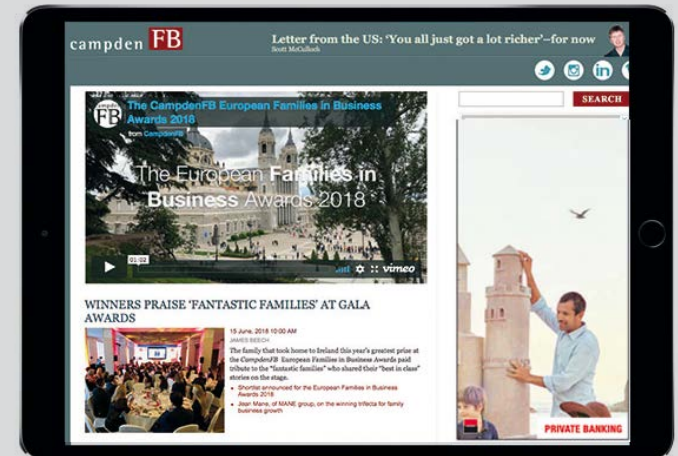 campden FB
Letter from the US: 'You all just got a lot richer'–for now
Scott McCulloch
SEARCH
campden
FB
The CampdenFB European Families in Business
Awards 2018
from CampdenFB
The European Families in
Business Awards 2018
01:02
vimeo
WINNERS PRAISE 'FANTASTIC FAMILIES' AT GALA
AWARDS
15 June, 2018 10:00 AM
JAMES BEECH
The family that took home to Ireland this year's greatest prize at
the CampdenFB European Families in Business Awards paid
tribute to the "fantastic families" who shared their "best in class"
stories on the stage.
• Shortlist announced for the European Families in Business
Awards 2018
• Jean Mane, of MANE group, on the winning trifecta for family
business growth
PRIVATE BANKING